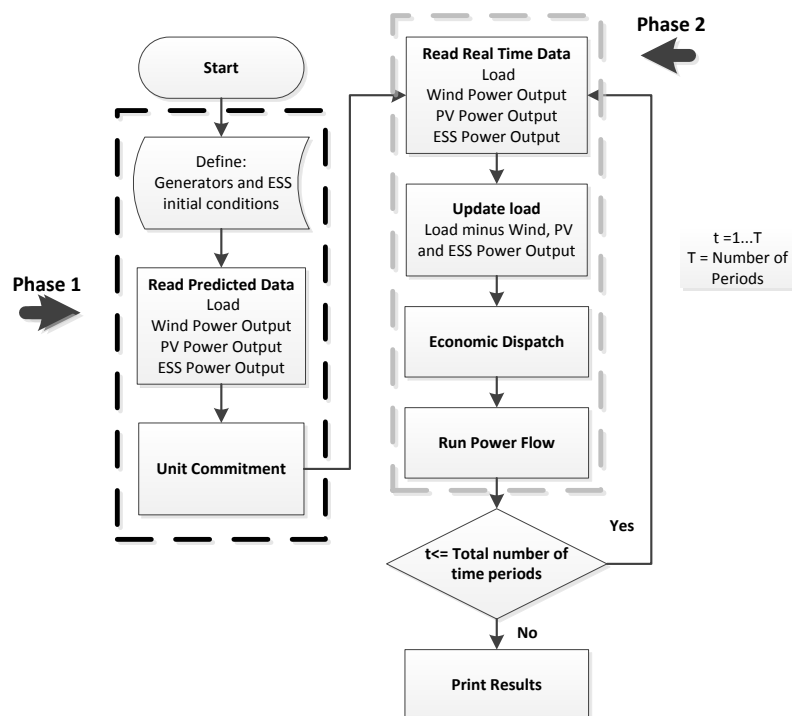 Start
Phase 1
Define:
Generators and ESS
initial conditions
Read Predicted Data
Load
Wind Power Output
PV Power Output
ESS Power Output
Unit Commitment
Phase 2
Read Real Time Data
Load
Wind Power Output
PV Power Output
ESS Power Output
Update load
Load minus Wind, PV
and ESS Power Output
Economic Dispatch
Run Power Flow
t<= Total number of
time periods
Yes
No
Print Results
t =1...T
T = Number of
Periods